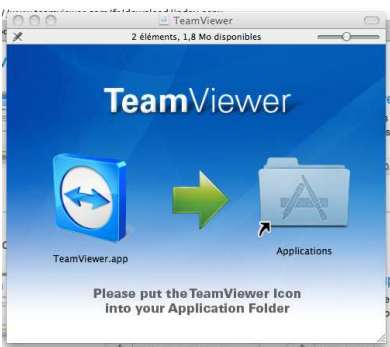 TeamViewer
2 éléments, 1,8 Mo disponibles
TeamViewer
TeamViewer.app
Applications
Please put the TeamViewer Icon
into your Application Folder